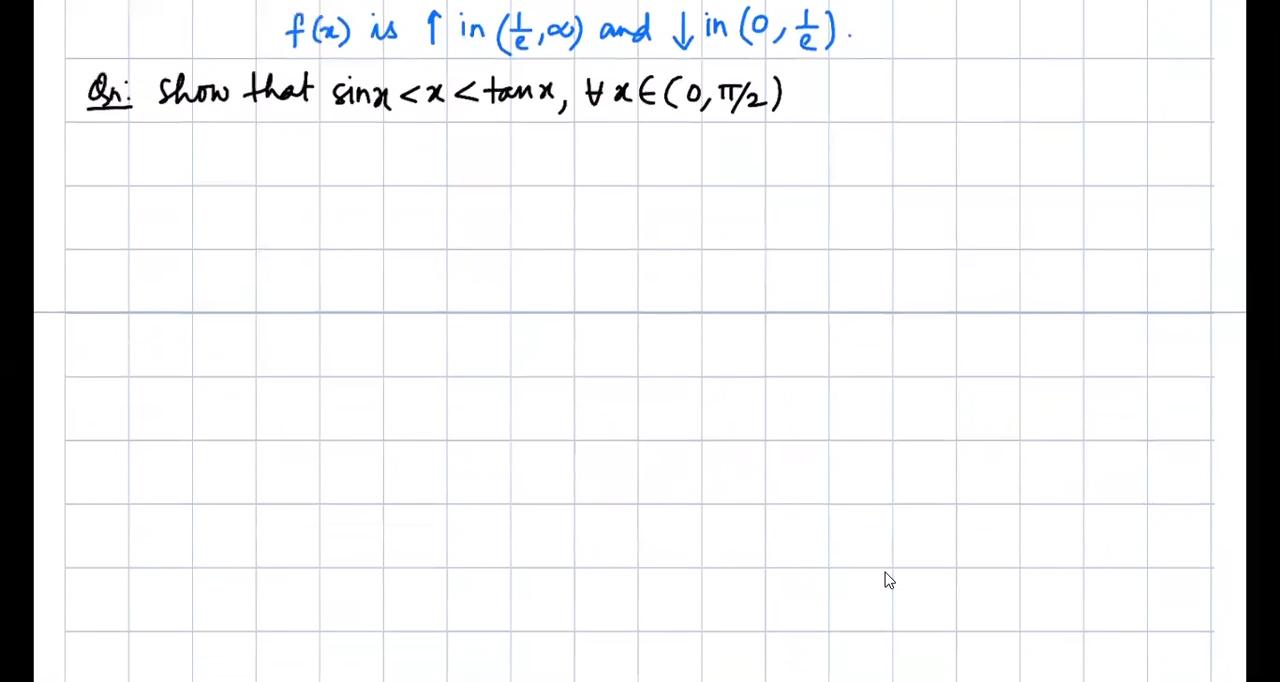 f(x) is ↑ in (1/e, ∞) and ↓ in (0, 1/e).
Qn: Show that sinx < x < tanx, ∀ x ∈ (0, π/2)